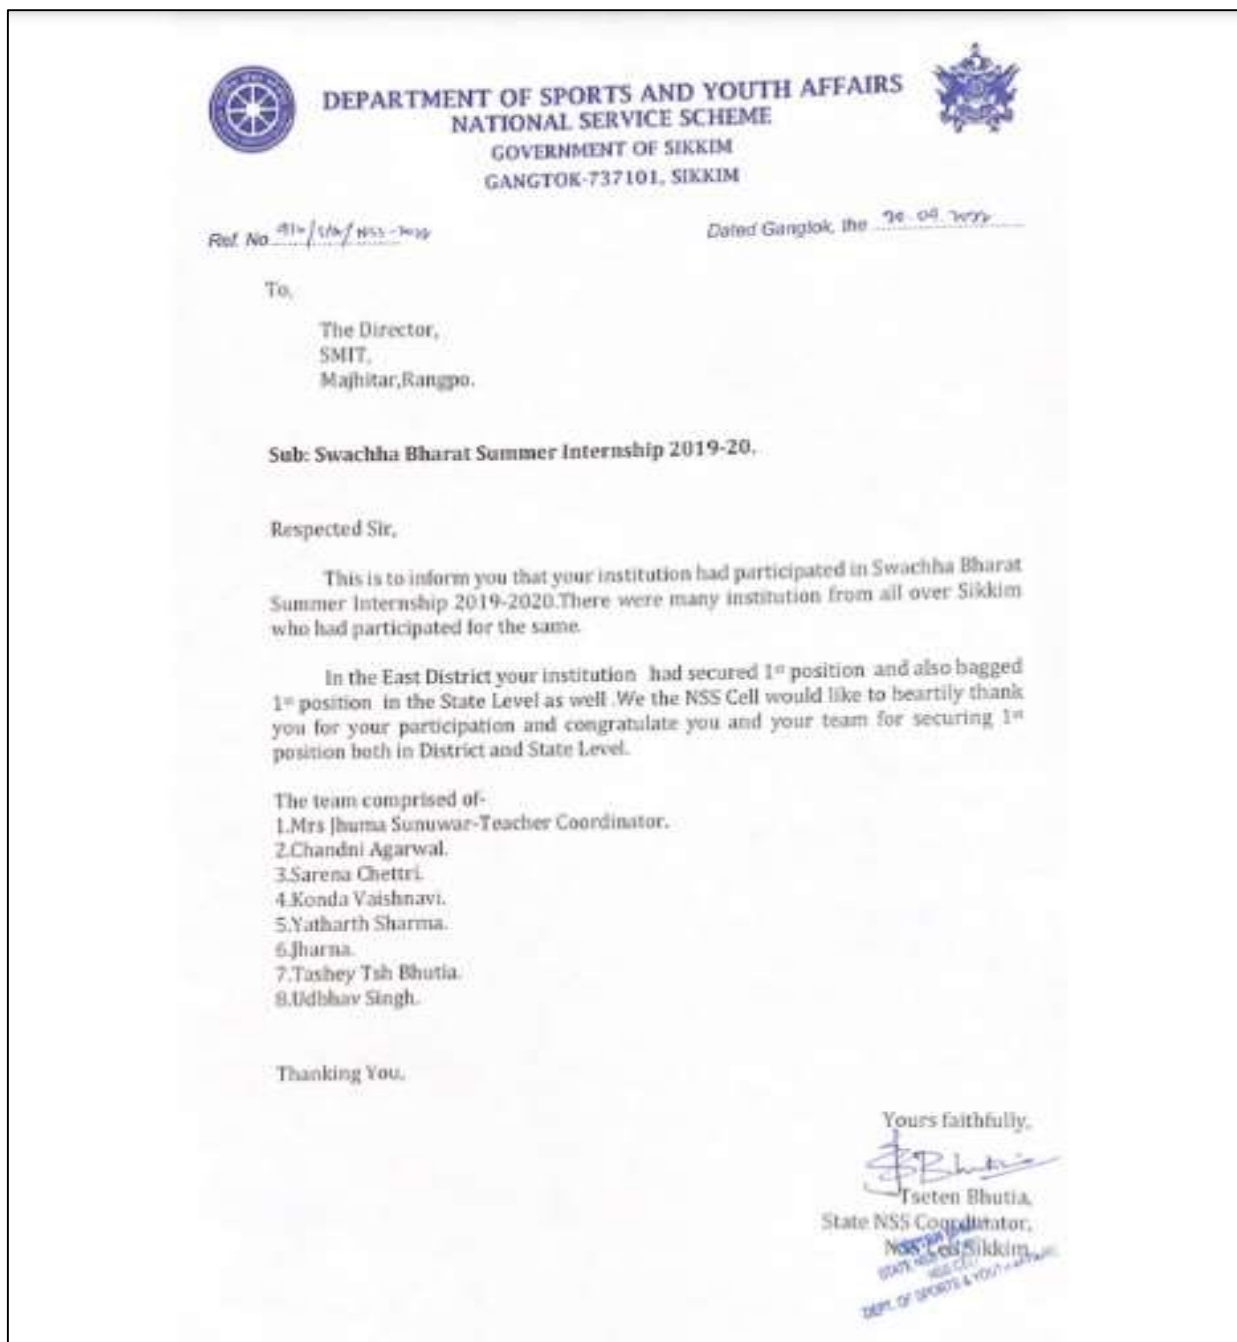 DEPARTMENT OF SPORTS AND YOUTH AFFAIRS
NATIONAL SERVICE SCHEME
GOVERNMENT OF SIKKIM
GANGTOK-737101, SIKKIM
Ref. No
Dated Gangtok, the
To,
The Director,
SMIT,
Majhitar,Rangpo.
Sub: Swachha Bharat Summer Internship 2019-20.
Respected Sir,
This is to inform you that your institution had participated in Swachha Bharat
Summer Internship 2019-2020.There were many institution from all over Sikkim
who had participated for the same.
In the East District your institution had secured 1st position and also bagged
1st position in the State Level as well .We the NSS Cell would like to heartily thank
you for your participation and congratulate you and your team for securing 1st
position both in District and State Level.
The team comprised of-
1.Mrs Jhuma Sunuwar-Teacher Coordinator.
2.Chandni Agarwal.
3.Sarena Chettri.
4.Konda Vaishnavi.
5.Yatharth Sharma.
6.Jharna.
7.Tashey Tsh Bhutia.
8.Udbhav Singh.
Thanking You,
Yours faithfully,
Tseten Bhutia,
State NSS Coordinator,
NSS Cell Sikkim
DEPT. OF SPORTS & YOUTH AFFAIRS